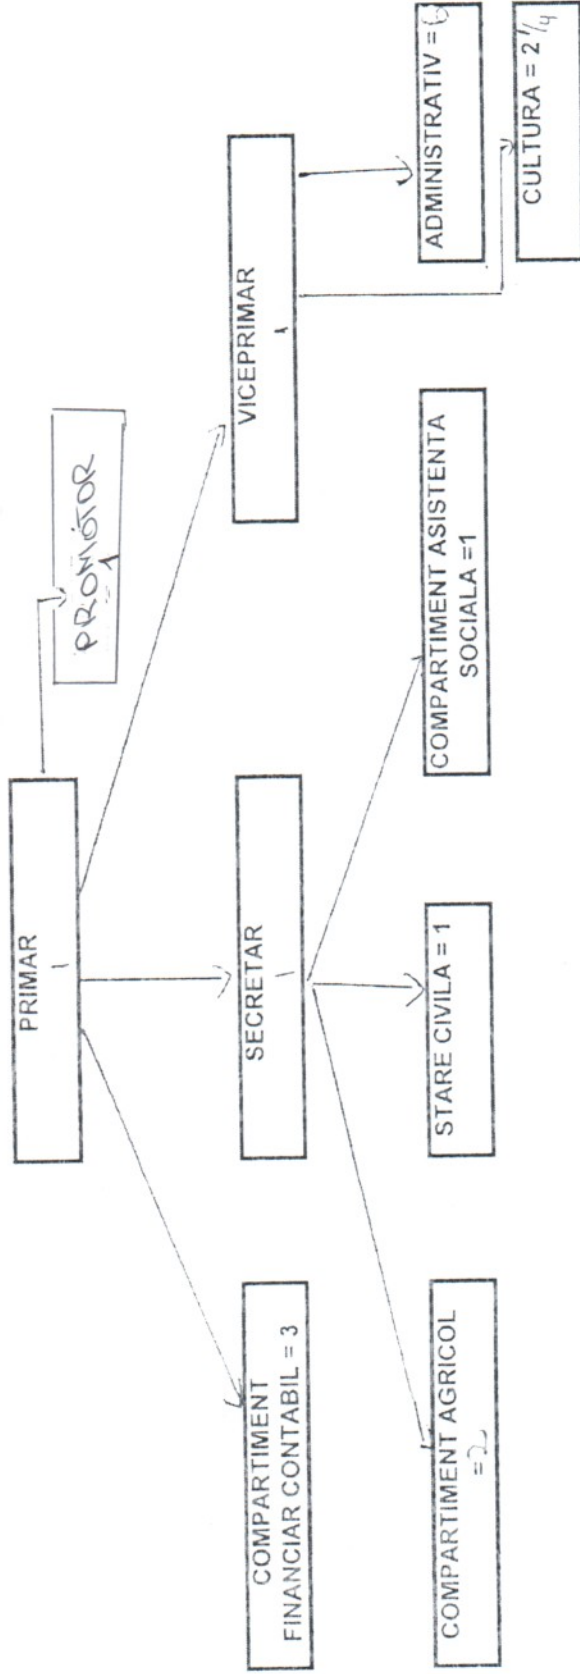 PRIMAR
1
PROMOTOR
1
COMPARTIMENT
FINANCIAR CONTABIL = 3
SECRETAR
1
VICEPRIMAR
1
COMPARTIMENT AGRICOL
=2
STARE CIVILA = 1
COMPARTIMENT ASISTENTA
SOCIALA =1
ADMINISTRATIV = 6
CULTURA = 2 1/4